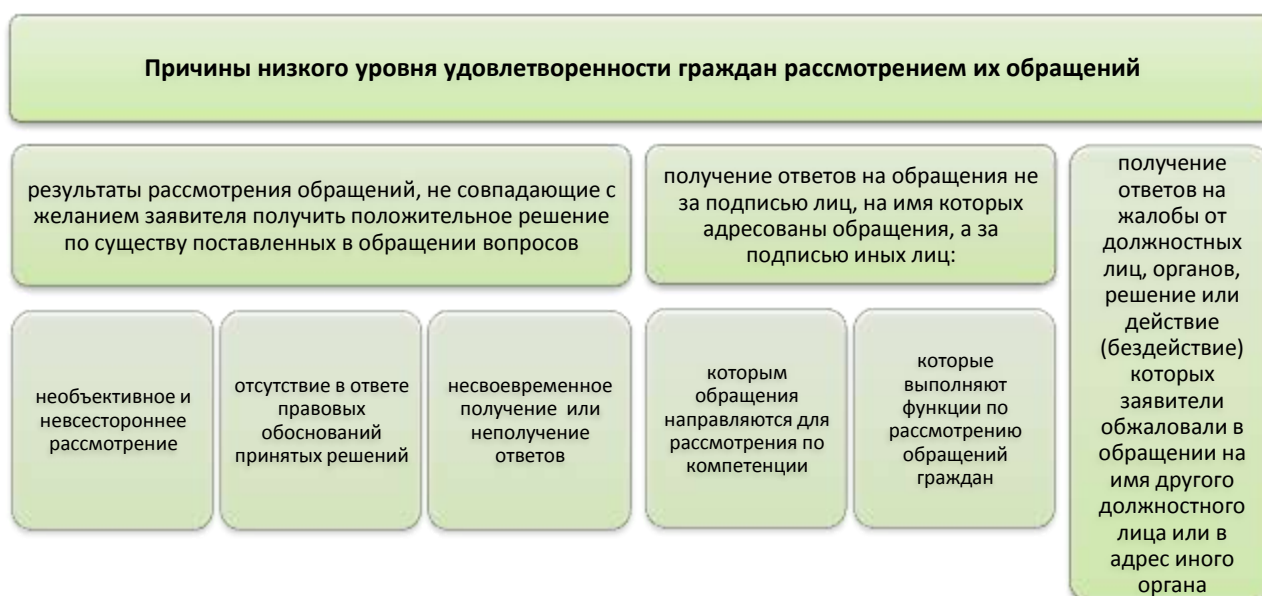 Причины низкого уровня удовлетворенности граждан рассмотрением их обращений
результаты рассмотрения обращений, не совпадающие с
желанием заявителя получить положительное решение
по существу поставленных в обращении вопросов
необъективное и
невсестороннее
рассмотрение
отсутствие в ответе
правовых
обоснований
принятых решений
несвоевременное
получение или
неполучение
ответов
получение ответов на обращения не
за подписью лиц, на имя которых
адресованы обращения, а за
подписью иных лиц:
которым
обращения
направляются для
рассмотрения по
компетенции
которые
выполняют
функции по
рассмотрению
обращений
граждан
получение
ответов на
жалобы от
должностных
лиц, органов,
решение или
действие
(бездействие)
которых
заявители
обжаловали в
обращении на
имя другого
должностного
лица или в
адрес иного
органа